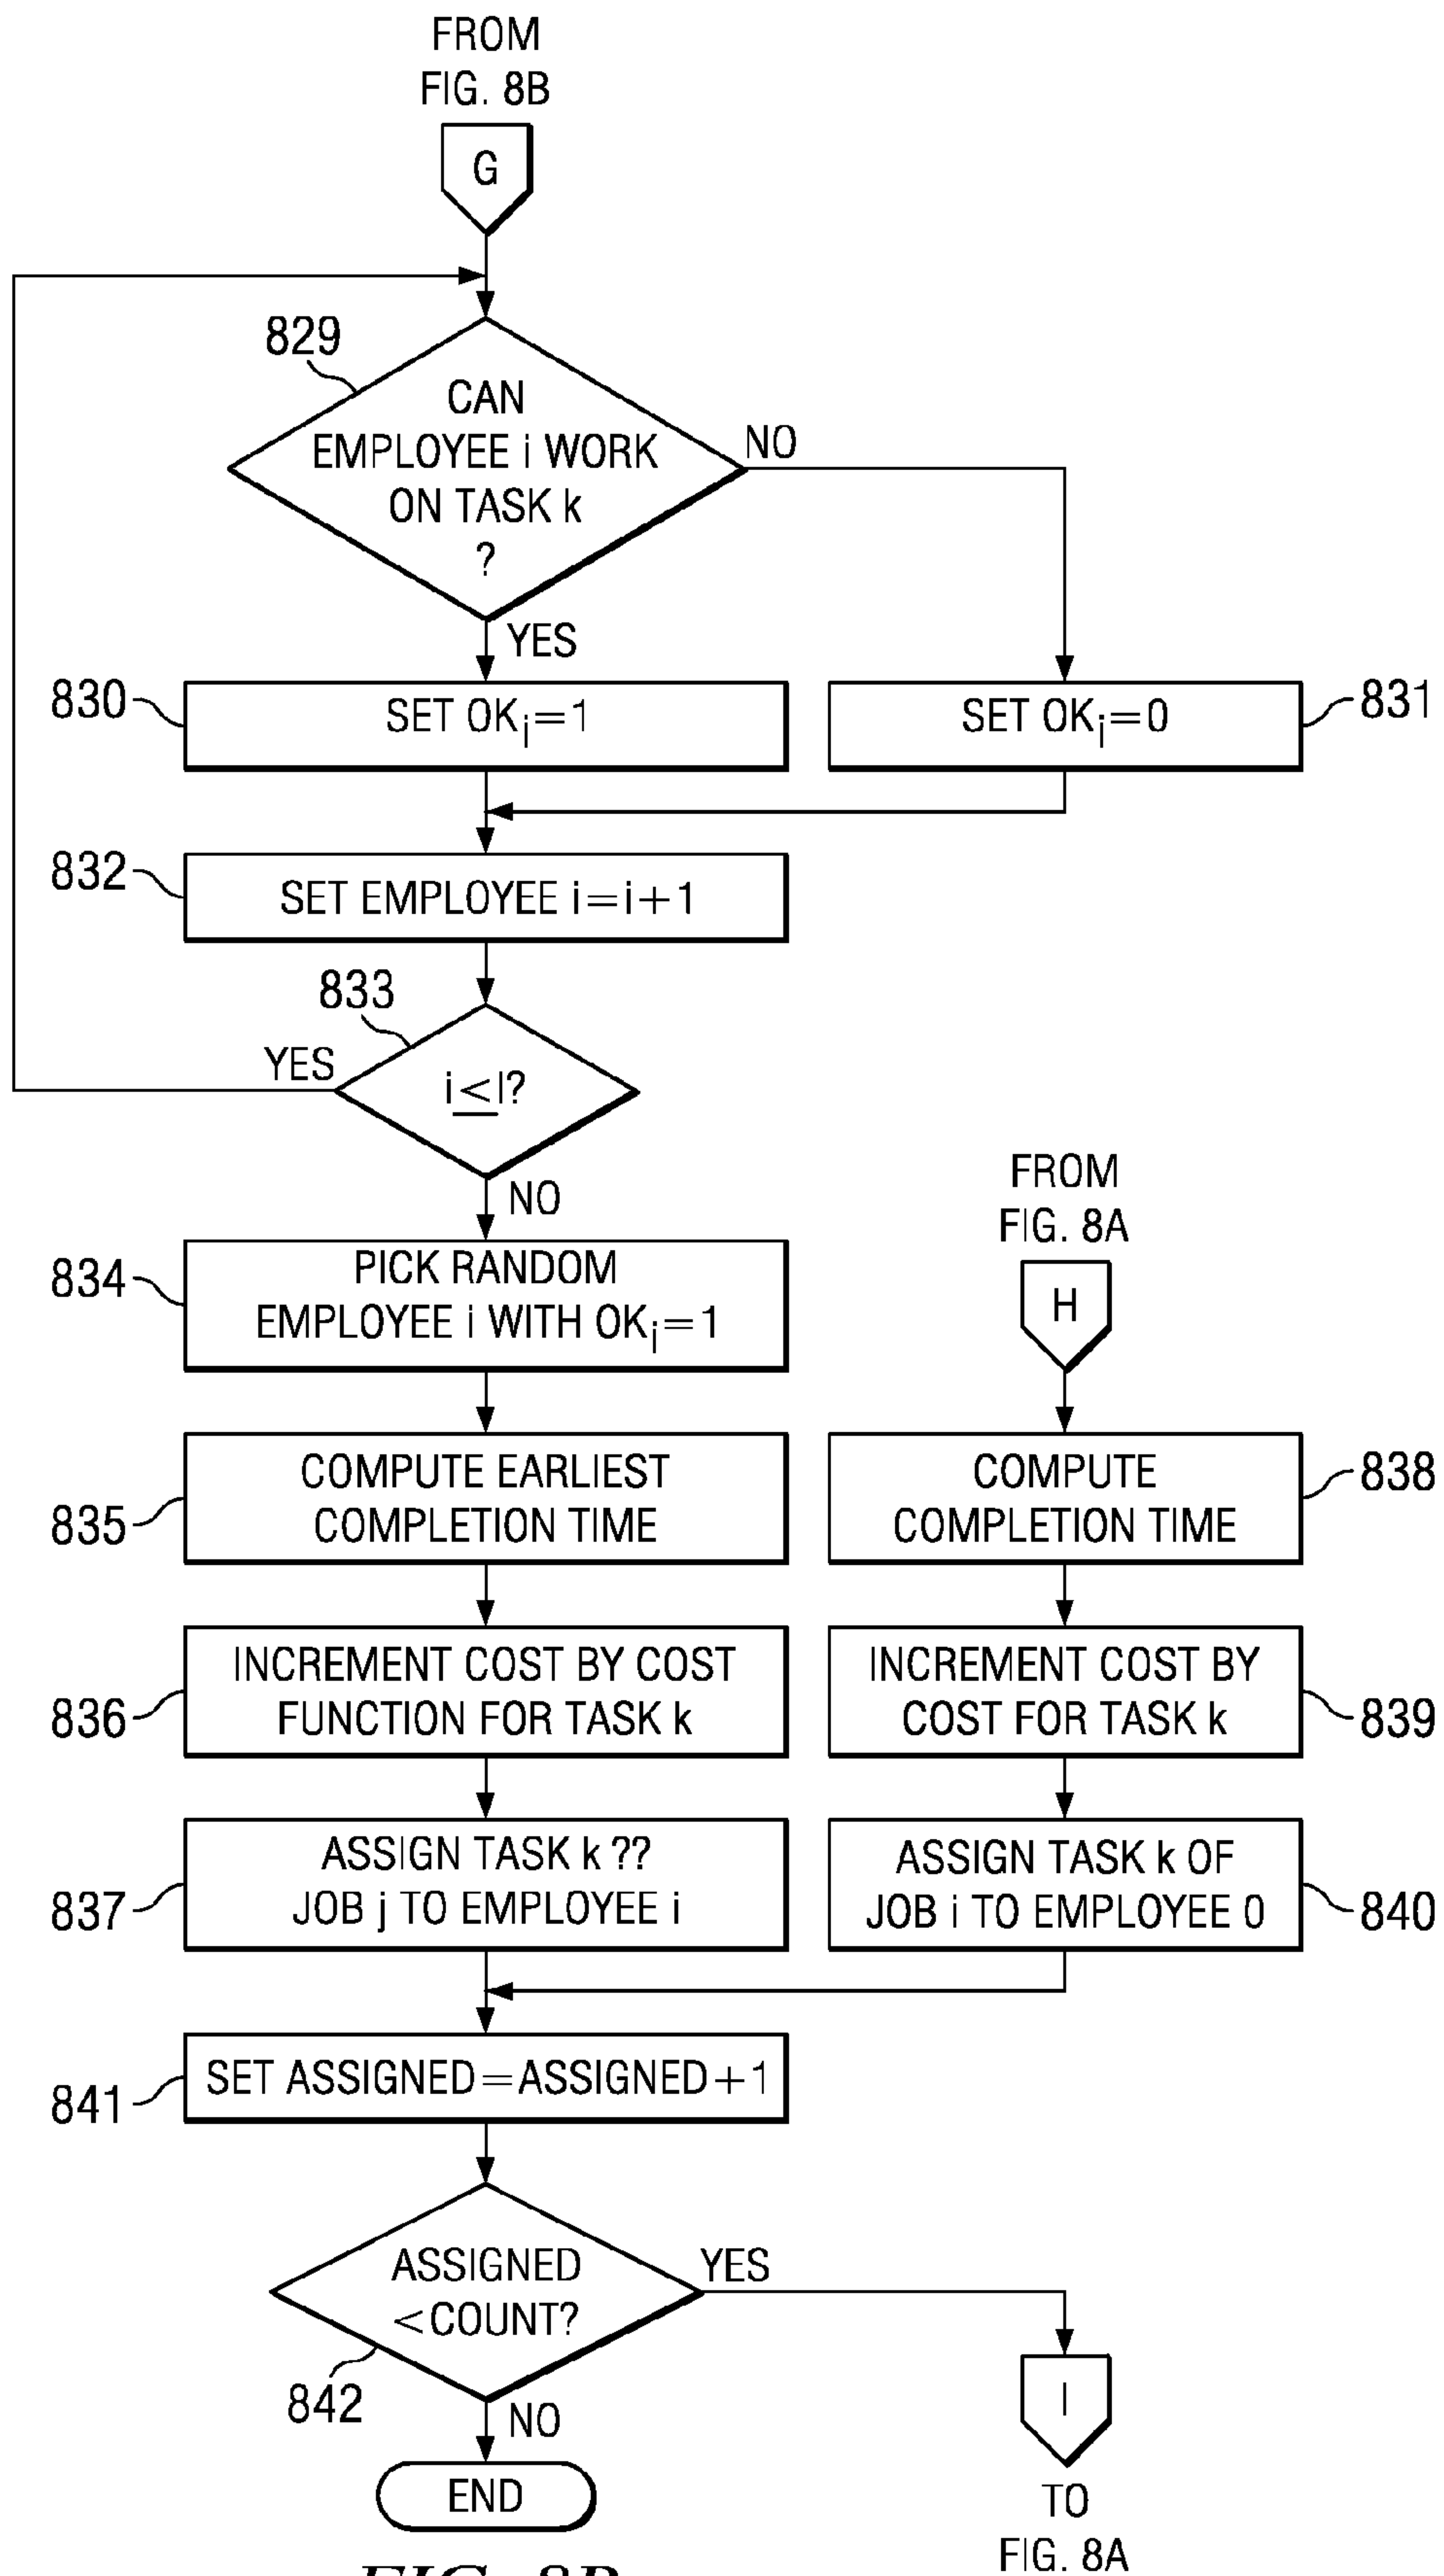 FROM
FIG. 8B
G
829
CAN
EMPLOYEE i WORK
ON TASK k
?
NO
YES
830
SET OKi=1
SET OKi=0
831
832
SET EMPLOYEE i=i+1
833
YES
i≤I?
NO
FROM
FIG. 8A
H
834
PICK RANDOM
EMPLOYEE i WITH OKi=1
835
COMPUTE EARLIEST
COMPLETION TIME
COMPUTE
COMPLETION TIME
838
836
INCREMENT COST BY COST
FUNCTION FOR TASK k
INCREMENT COST BY
COST FOR TASK k
839
837
ASSIGN TASK k ??
JOB j TO EMPLOYEE i
ASSIGN TASK k OF
JOB i TO EMPLOYEE 0
840
841
SET ASSIGNED=ASSIGNED+1
ASSIGNED
<COUNT?
YES
842
NO
END
I
TO
FIG. 8A